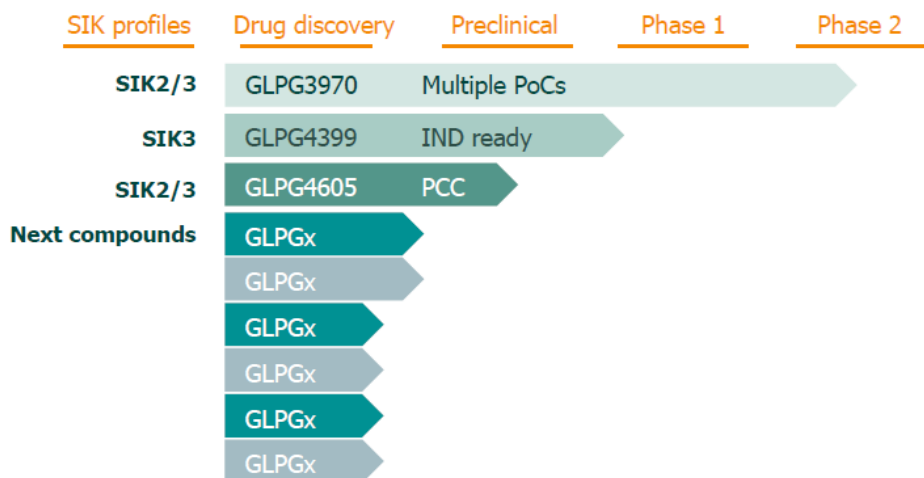 SIK profiles Drug discovery Preclinical Phase 1 Phase 2
SIK2/3 GLPG3970 Multiple PoCs
SIK3 GLPG4399 IND ready
SIK2/3 GLPG4605 PCC
Next compounds GLPGx
GLPGx
GLPGx
GLPGx
GLPGx
GLPGx